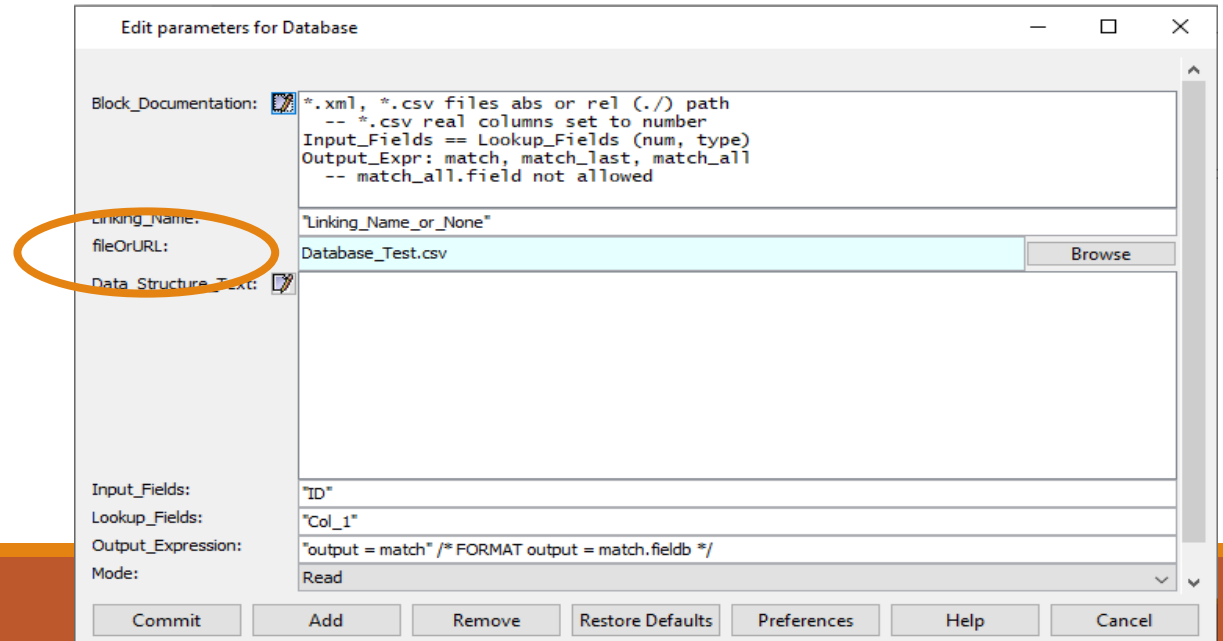 Edit parameters for Database
Block_Documentation:
*.xml, *.csv files abs or rel (./) path
-- *.csv real columns set to number
Input_Fields == Lookup_Fields (num, type)
Output_Expr: match, match_last, match_all
-- match_all.field not allowed
Linking_Name: "Linking_Name_or_None"
fileOrURL: Database_Test.csv Browse
Data_Structure_Text:
Input_Fields: "ID"
Lookup_Fields: "Col_1"
Output_Expression: "output = match" /* FORMAT output = match.fieldb */
Mode: Read
Commit Add Remove Restore Defaults Preferences Help Cancel